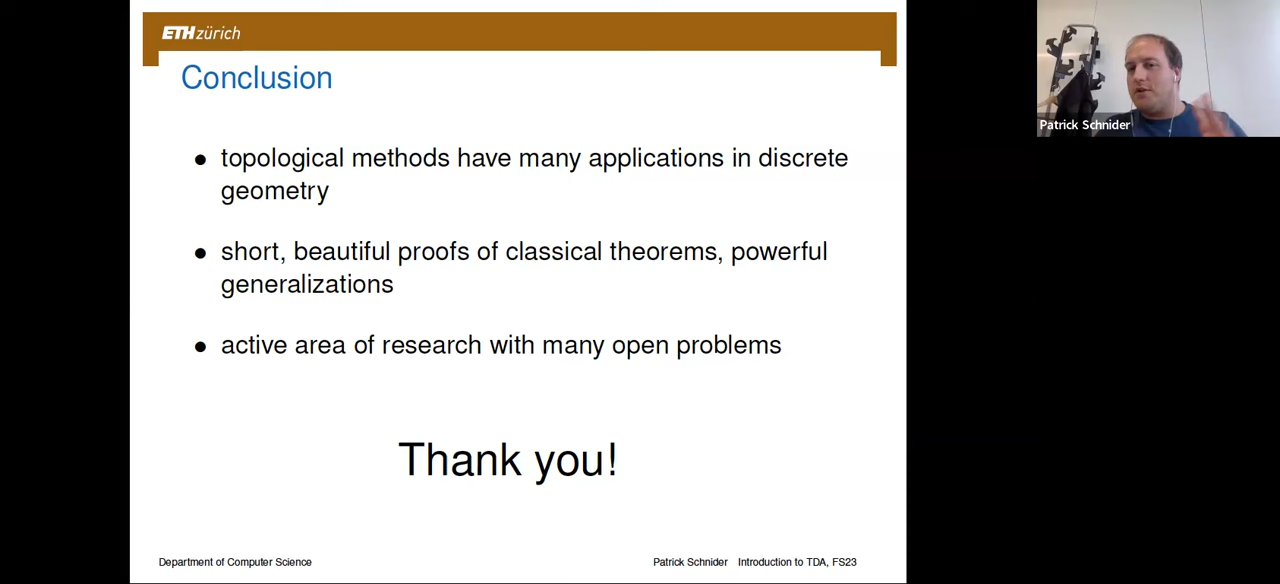 ETH zürich
Conclusion
● topological methods have many applications in discrete
geometry
● short, beautiful proofs of classical theorems, powerful
generalizations
● active area of research with many open problems
Thank you!
Department of Computer Science
Patrick Schnider Introduction to TDA, FS23
Patrick Schnider